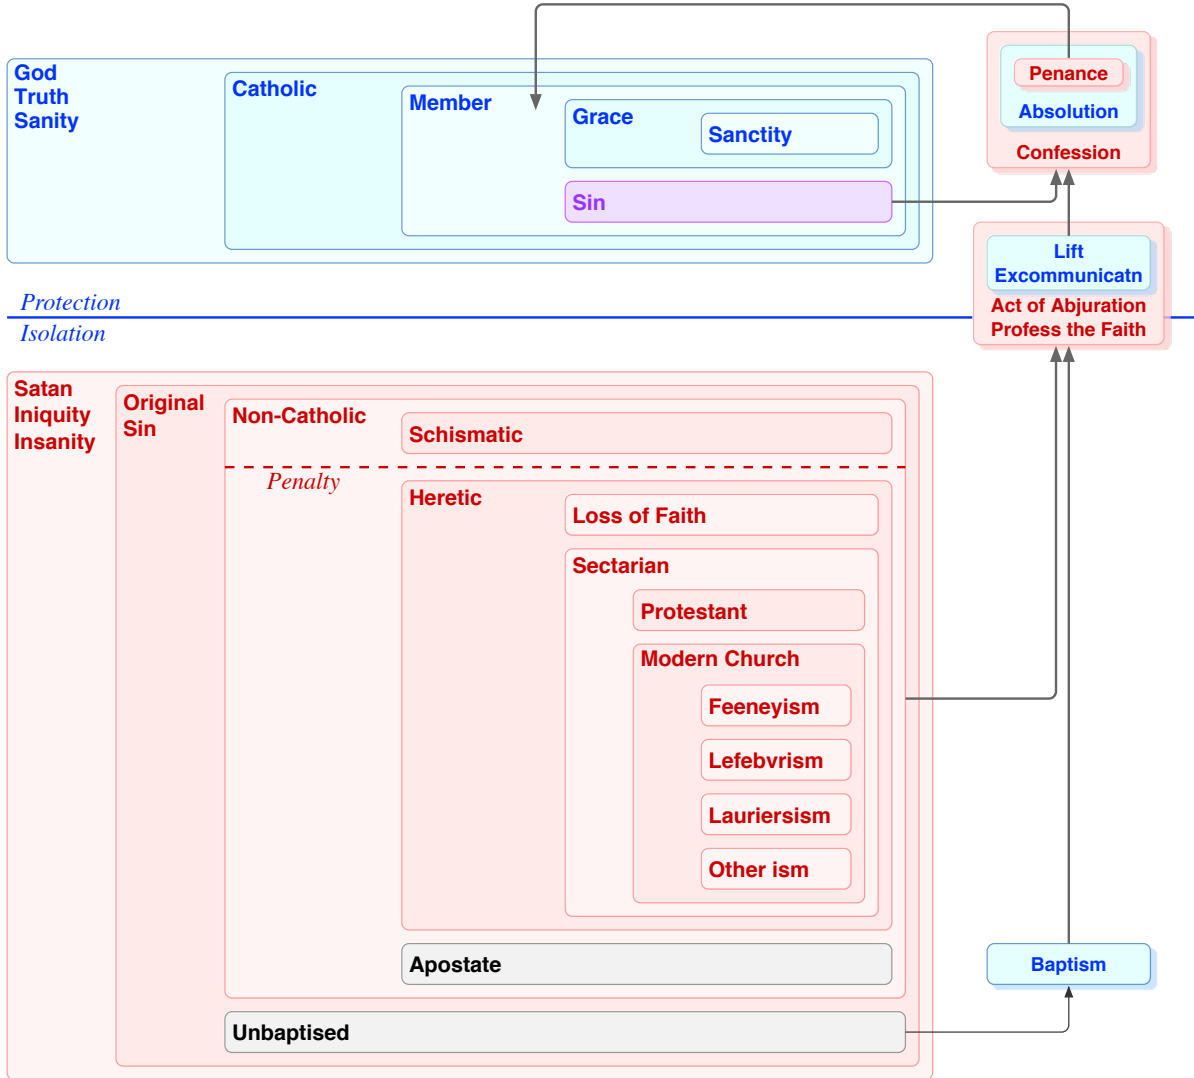 God
Truth
Sanity
Catholic
Member
Grace
Sanctity
Sin
Penance
Absolution
Confession
Lift
Excommunicatn
Act of Abjuration
Profess the Faith
Protection
Isolation
Satan
Iniquity
Insanity
Original
Sin
Non-Catholic
Schismatic
Penalty
Heretic
Loss of Faith
Sectarian
Protestant
Modern Church
Feeneyism
Lefebvrism
Lauriersism
Other ism
Apostate
Baptism
Unbaptised